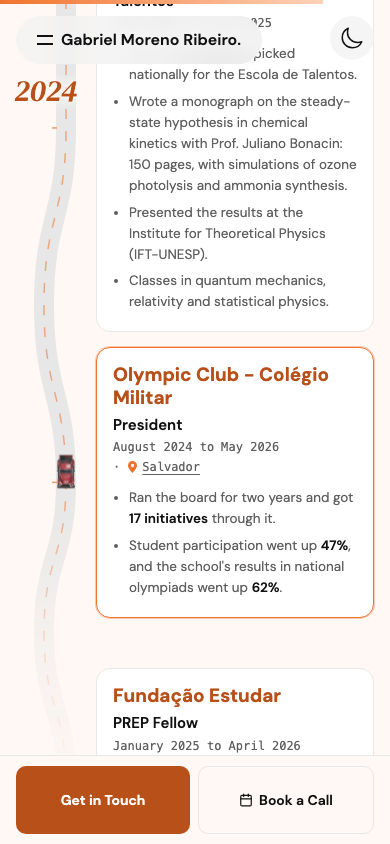 Talentos
Gabriel Moreno Ribeiro.
025
picked
nationally for the Escola de Talentos.
2024
• Wrote a monograph on the steady-
state hypothesis in chemical
kinetics with Prof. Juliano Bonacin:
150 pages, with simulations of ozone
photolysis and ammonia synthesis.
• Presented the results at the
Institute for Theoretical Physics
(IFT-UNESP).
• Classes in quantum mechanics,
relativity and statistical physics.
Olympic Club – Colégio
Militar
President
August 2024 to May 2026
· Salvador
• Ran the board for two years and got
17 initiatives through it.
• Student participation went up 47%,
and the school's results in national
olympiads went up 62%.
Fundação Estudar
PREP Fellow
January 2025 to April 2026
Get in Touch
Book a Call